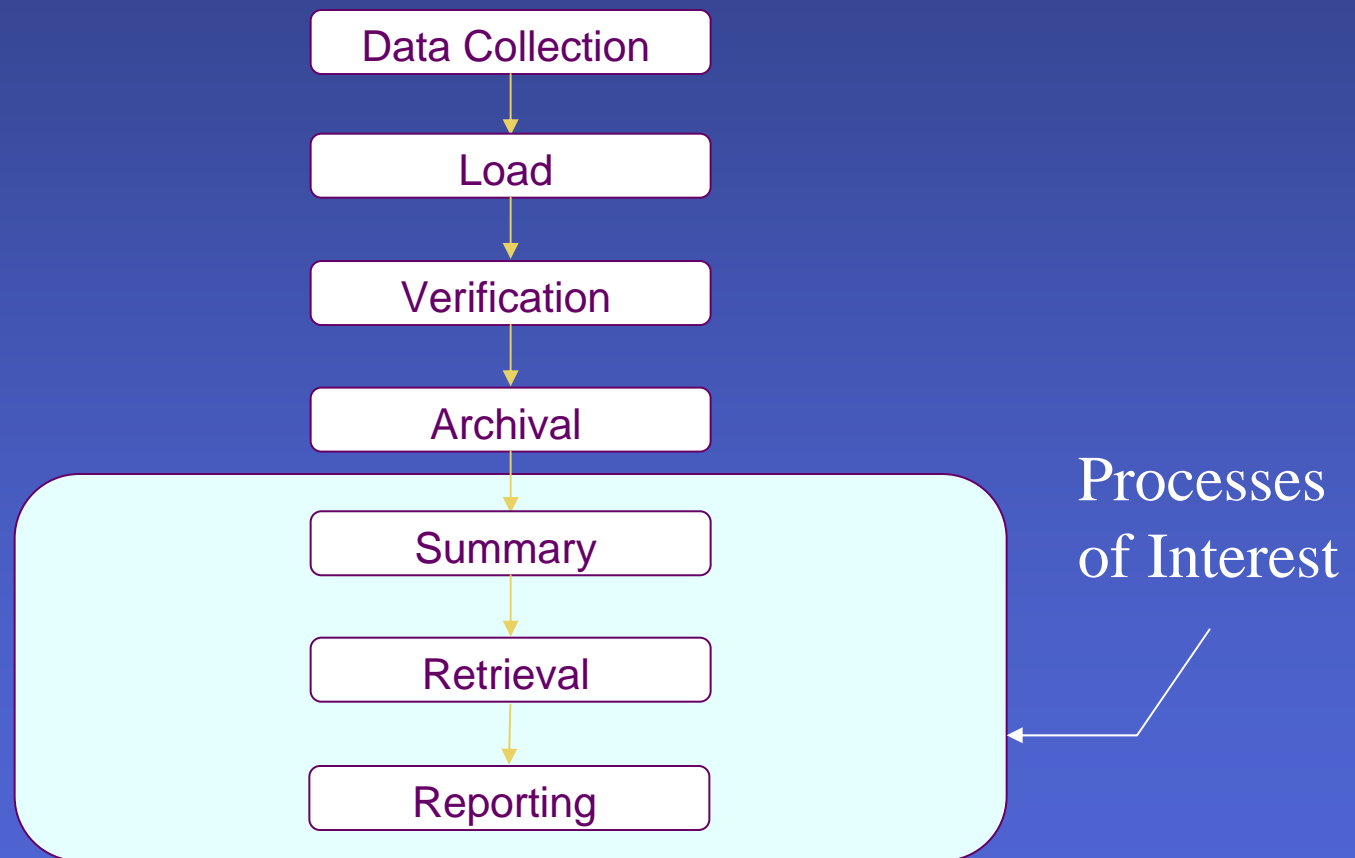 Data Collection
Load
Verification
Archival
Processes
of Interest
Summary
Retrieval
Reporting